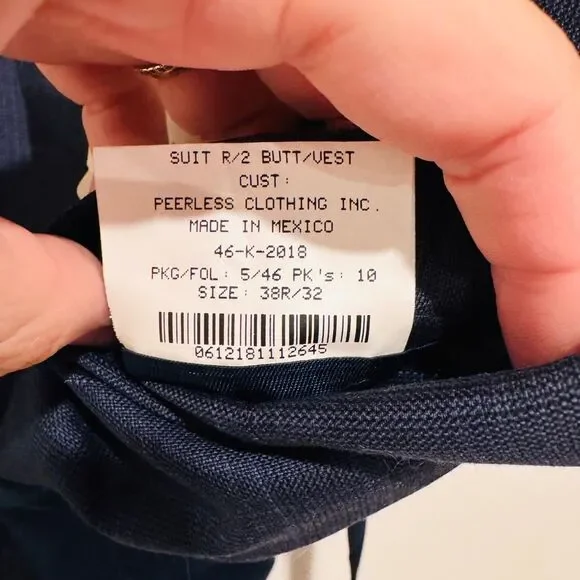 SUIT R/2 BUTT/VEST
CUST:
PEERLESS CLOTHING INC.
MADE IN MEXICO
46-K-2018
PKG/FOL: 5/46 PK's: 10
SIZE: 38R/32
0612181112645